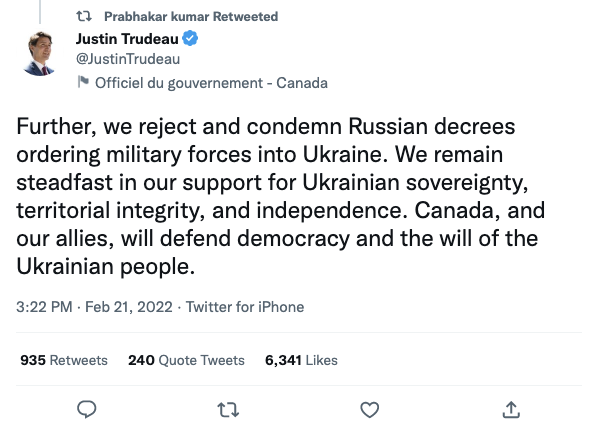 Prabhakar kumar Retweeted
Justin Trudeau
@JustinTrudeau
Officiel du gouvernement - Canada
Further, we reject and condemn Russian decrees
ordering military forces into Ukraine. We remain
steadfast in our support for Ukrainian sovereignty,
territorial integrity, and independence. Canada, and
our allies, will defend democracy and the will of the
Ukrainian people.
3:22 PM · Feb 21, 2022 · Twitter for iPhone
935 Retweets 240 Quote Tweets 6,341 Likes